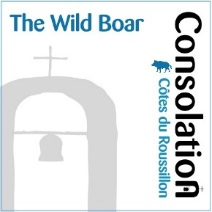 The Wild Boar
Consolation
Côtes du Roussillon